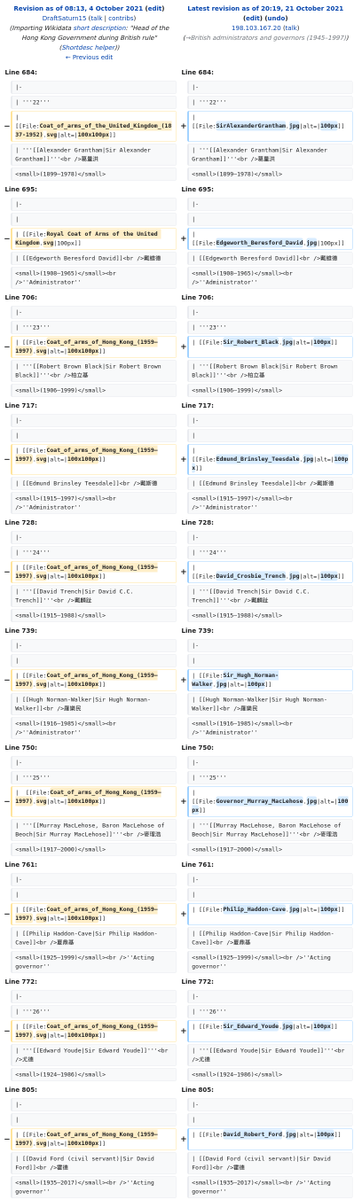 Revision as of 08:13, 4 October 2021 (edit)
DraftSaturn15 (talk | contribs)
(Importing Wikidata short description: "Head of the
Hong Kong Government during British rule"
(Shortdesc helper))
← Previous edit
Latest revision as of 20:19, 21 October 2021
(edit) (undo)
198.103.167.20 (talk)
(→British administrators and governors (1945–1997))
Line 684:
Line 684:
|-
|-
| '''22'''
| '''22'''
|
[[File:Coat_of_arms_of_the_United_Kingdom_(18
37-1952).svg|alt=|100x100px]]
|
[[File:SirAlexanderGrantham.jpg|alt=|100px]]
| '''[[Alexander Grantham|Sir Alexander
Grantham]]'''<br />葛量洪
| '''[[Alexander Grantham|Sir Alexander
Grantham]]'''<br />葛量洪
<small>(1899–1978)</small>
<small>(1899–1978)</small>
Line 695:
Line 695:
|-
|-
|
|
| [[File:Royal Coat of Arms of the United
Kingdom.svg|100px]]
|
[[File:Edgeworth_Beresford_David.jpg|100px]]
| [[Edgeworth Beresford David]]<br />
| [[Edgeworth Beresford David]]<br />
<small>(1908–1965)</small><br
/>''Administrator''
<small>(1908–1965)</small><br
/>''Administrator''
Line 706:
Line 706:
|-
|-
| '''23'''
| '''23'''
| [[File:Coat_of_arms_of_Hong_Kong_(1959–
1997).svg|alt=|100x100px]]
| [[File:Sir_Robert_Black.jpg|alt=|100px]]
| '''[[Robert Brown Black|Sir Robert Brown
Black]]'''<br />柏立基
| '''[[Robert Brown Black|Sir Robert Brown
Black]]'''<br />柏立基
<small>(1906–1999)</small>
<small>(1906–1999)</small>
Line 717:
Line 717:
|-
|-
|
|
| [[File:Coat_of_arms_of_Hong_Kong_(1959–
1997).svg|alt=|100x100px]]
|
[[File:Edmund_Brinsley_Teesdale.jpg|alt=|100p
x]]
| [[Edmund Brinsley Teesdale]]<br />戴斯德
| [[Edmund Brinsley Teesdale]]<br />戴斯德
<small>(1915–1997)</small><br
/>''Administrator''
<small>(1915–1997)</small><br
/>''Administrator''
Line 728:
Line 728:
|-
|-
| '''24'''
| '''24'''
| [[File:Coat_of_arms_of_Hong_Kong_(1959–
1997).svg|alt=|100x100px]]
|
[[File:David_Crosbie_Trench.jpg|alt=|100px]]
| '''[[David Trench|Sir David C.C.
Trench]]'''<br />戴麟趾
| '''[[David Trench|Sir David C.C.
Trench]]'''<br />戴麟趾
<small>(1915–1988)</small>
<small>(1915–1988)</small>
Line 739:
Line 739:
|-
|-
|
|
| [[File:Coat_of_arms_of_Hong_Kong_(1959–
1997).svg|alt=|100x100px]]
| [[File:Sir_Hugh_Norman-
Walker.jpg|alt=|100px]]
| [[Hugh Norman-Walker|Sir Hugh Norman-
Walker]]<br />羅樂民
| [[Hugh Norman-Walker|Sir Hugh Norman-
Walker]]<br />羅樂民
<small>(1916–1985)</small><br
/>''Administrator''
<small>(1916–1985)</small><br
/>''Administrator''
Line 750:
Line 750:
|-
|-
| '''25'''
| '''25'''
|  [[File:Coat_of_arms_of_Hong_Kong_(1959–
1997).svg|alt=|100x100px]]
|
[[File:Governor_Murray_MacLehose.jpg|alt=|100
px]]
| '''[[Murray MacLehose, Baron MacLehose of
Beoch|Sir Murray MacLehose]]'''<br />麥理浩
| '''[[Murray MacLehose, Baron MacLehose of
Beoch|Sir Murray MacLehose]]'''<br />麥理浩
<small>(1917–2000)</small>
<small>(1917–2000)</small>
Line 761:
Line 761:
|-
|-
|
|
| [[File:Coat_of_arms_of_Hong_Kong_(1959–
1997).svg|alt=|100x100px]]
| [[File:Philip_Haddon-Cave.jpg|alt=|100px]]
| [[Philip Haddon-Cave|Sir Philip Haddon-
Cave]]<br />夏鼎基
| [[Philip Haddon-Cave|Sir Philip Haddon-
Cave]]<br />夏鼎基
<small>(1925–1999)</small><br />''Acting
governor''
<small>(1925–1999)</small><br />''Acting
governor''
Line 772:
Line 772:
|-
|-
| '''26'''
| '''26'''
| [[File:Coat_of_arms_of_Hong_Kong_(1959–
1997).svg|alt=|100x100px]]
| [[File:Sir_Edward_Youde.jpg|alt=|100px]]
| '''[[Edward Youde|Sir Edward Youde]]'''<br
/>尤德
| '''[[Edward Youde|Sir Edward Youde]]'''<br
/>尤德
<small>(1924–1986)</small>
<small>(1924–1986)</small>
Line 805:
Line 805:
|-
|-
|
|
| [[File:Coat_of_arms_of_Hong_Kong_(1959–
1997).svg|alt=|100x100px]]
| [[File:David_Robert_Ford.jpg|alt=|100px]]
| [[David Ford (civil servant)|Sir David
Ford]]<br />霍德
| [[David Ford (civil servant)|Sir David
Ford]]<br />霍德
<small>(1935–2017)</small><br />''Acting
governor''
<small>(1935–2017)</small><br />''Acting
governor''